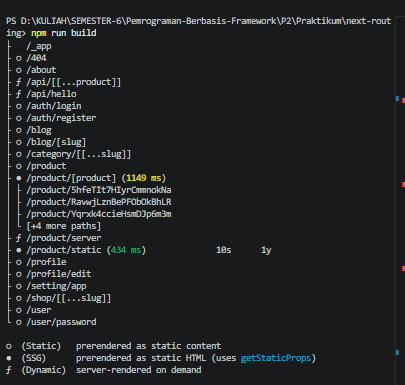 PS D:\KULIAH\SEMESTER-6\Pemrograman-Berbasis-Framework\P2\Praktikum\next-rout
ing> npm run build
├   /_app
├ ○ /404
├ ○ /about
├ ƒ /api/[[...product]]
├ ƒ /api/hello
├ ○ /auth/login
├ ○ /auth/register
├ ○ /blog
├ ○ /blog/[slug]
├ ○ /category/[[...slug]]
├ ○ /product
├ ● /product/[product] (1149 ms)
│ ├ /product/5hfeTIt7HIyrCmmnokNa
│ ├ /product/RavwjLznBePFObOkBhLR
│ ├ /product/Yqrxk4ccieHsmDJp6m3m
│ └ [+4 more paths]
├ ƒ /product/server
├ ● /product/static (434 ms) 10s 1y
├ ○ /profile
├ ○ /profile/edit
├ ○ /setting/app
├ ○ /shop/[[...slug]]
├ ○ /user
└ ○ /user/password
○ (Static) prerendered as static content
● (SSG) prerendered as static HTML (uses getStaticProps)
ƒ (Dynamic) server-rendered on demand